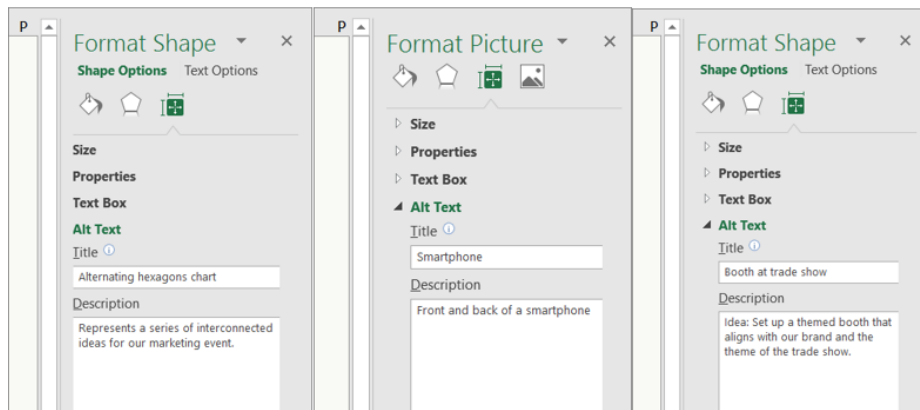 P
Format Shape
Shape Options Text Options
Size
Properties
Text Box
Alt Text
Title
Alternating hexagons chart
Description
Represents a series of interconnected
ideas for our marketing event.
P
Format Picture
Size
Properties
Text Box
Alt Text
Title
Smartphone
Description
Front and back of a smartphone
P
Format Shape
Shape Options Text Options
Size
Properties
Text Box
Alt Text
Title
Booth at trade show
Description
Idea: Set up a themed booth that
aligns with our brand and the
theme of the trade show.